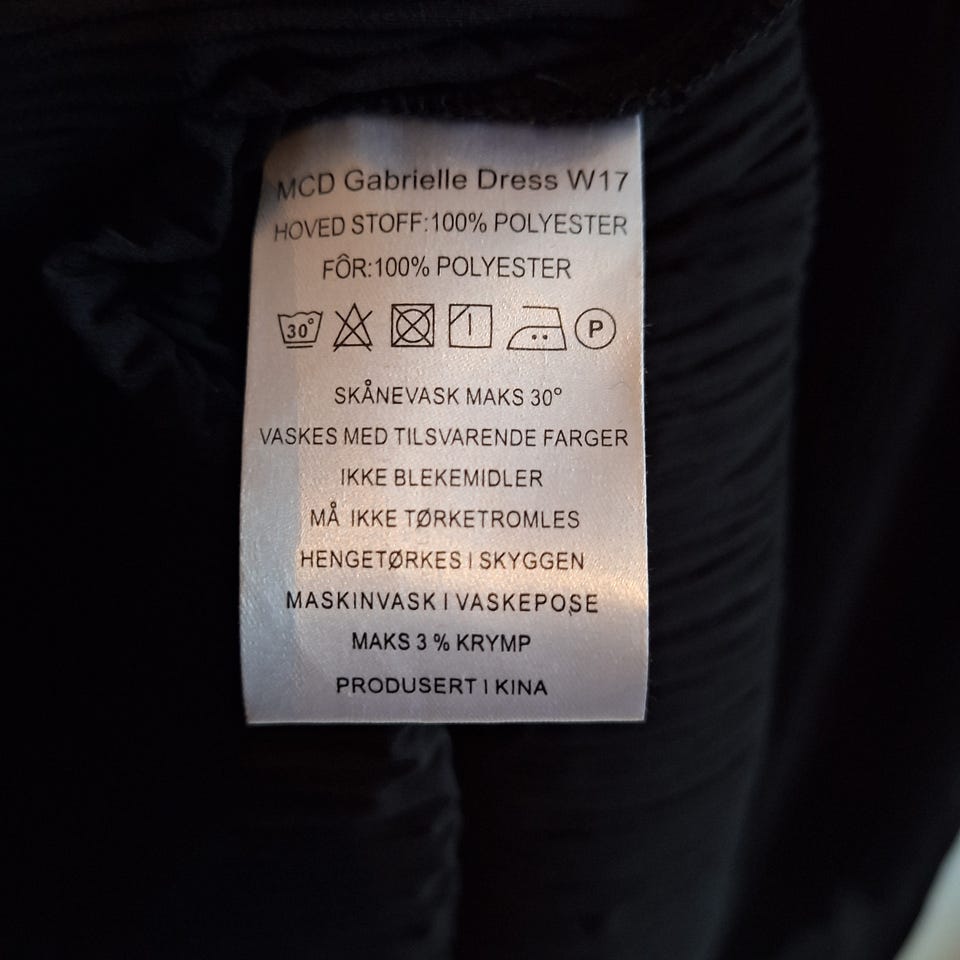 MCD Gabrielle Dress W17
HOVED STOFF:100% POLYESTER
FÔR:100% POLYESTER
30° P
SKÅNEVASK MAKS 30°
VASKES MED TILSVARENDE FARGER
IKKE BLEKEMIDLER
MÅ IKKE TØRKETROMLES
HENGETØRKES I SKYGGEN
MASKINVASK I VASKEPOSE
MAKS 3 % KRYMP
PRODUSERT I KINA